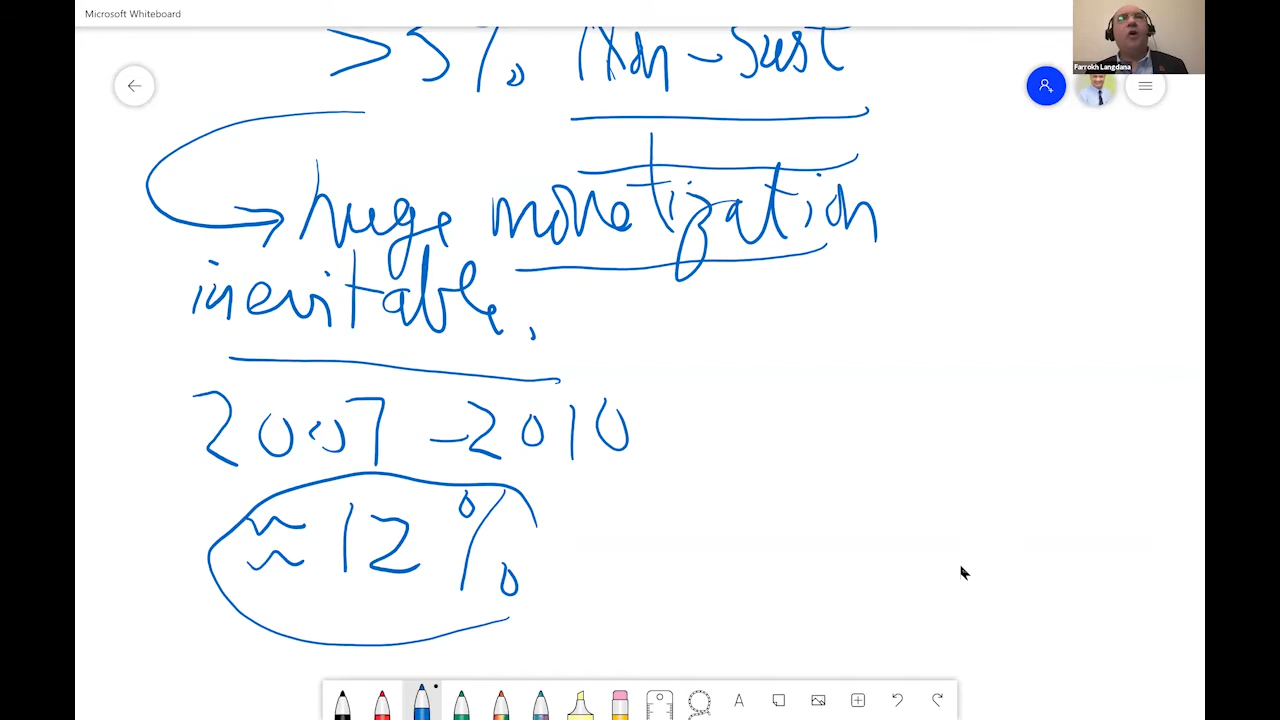 Microsoft Whiteboard
Farrokh Langdana
> 5% Non-Sust
→ huge monetization
inevitable.
2007-2010
≈ 12%
A